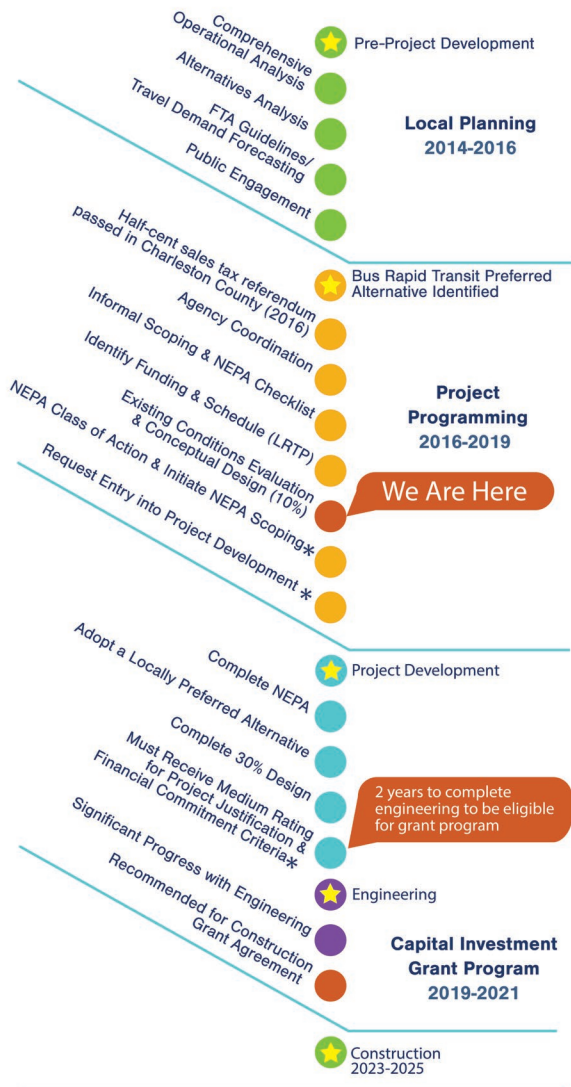 Pre-Project Development
Comprehensive
Operational Analysis
Alternatives Analysis
FTA Guidelines/
Travel Demand Forecasting
Public Engagement
Local Planning
2014-2016
Bus Rapid Transit Preferred
Alternative Identified
Half-cent sales tax referendum
passed in Charleston County (2016)
Agency Coordination
Informal Scoping & NEPA Checklist
Identify Funding & Schedule (LRTP)
Existing Conditions Evaluation
& Conceptual Design (10%)
NEPA Class of Action & Initiate NEPA Scoping*
Request Entry into Project Development *
Project
Programming
2016-2019
We Are Here
Project Development
Complete NEPA
Adopt a Locally Preferred Alternative
Complete 30% Design
Must Receive Medium Rating
for Project Justification &
Financial Commitment Criteria*
2 years to complete
engineering to be eligible
for grant program
Engineering
Significant Progress with Engineering
Recommended for Construction
Grant Agreement
Capital Investment
Grant Program
2019-2021
Construction
2023-2025